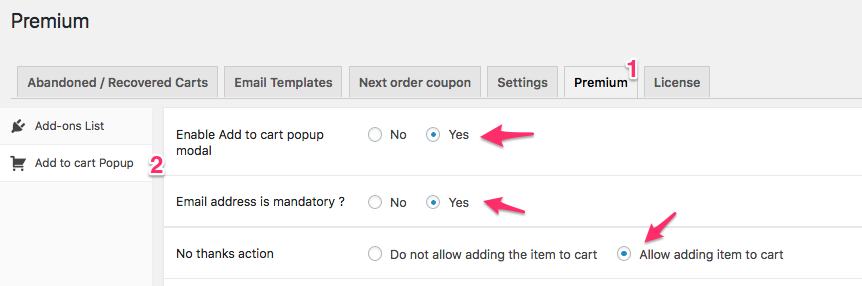 Premium
Abandoned / Recovered Carts Email Templates Next order coupon Settings Premium 1 License
Add-ons List
Add to cart Popup 2
Enable Add to cart popup
modal
No Yes
Email address is mandatory ? No Yes
No thanks action Do not allow adding the item to cart Allow adding item to cart